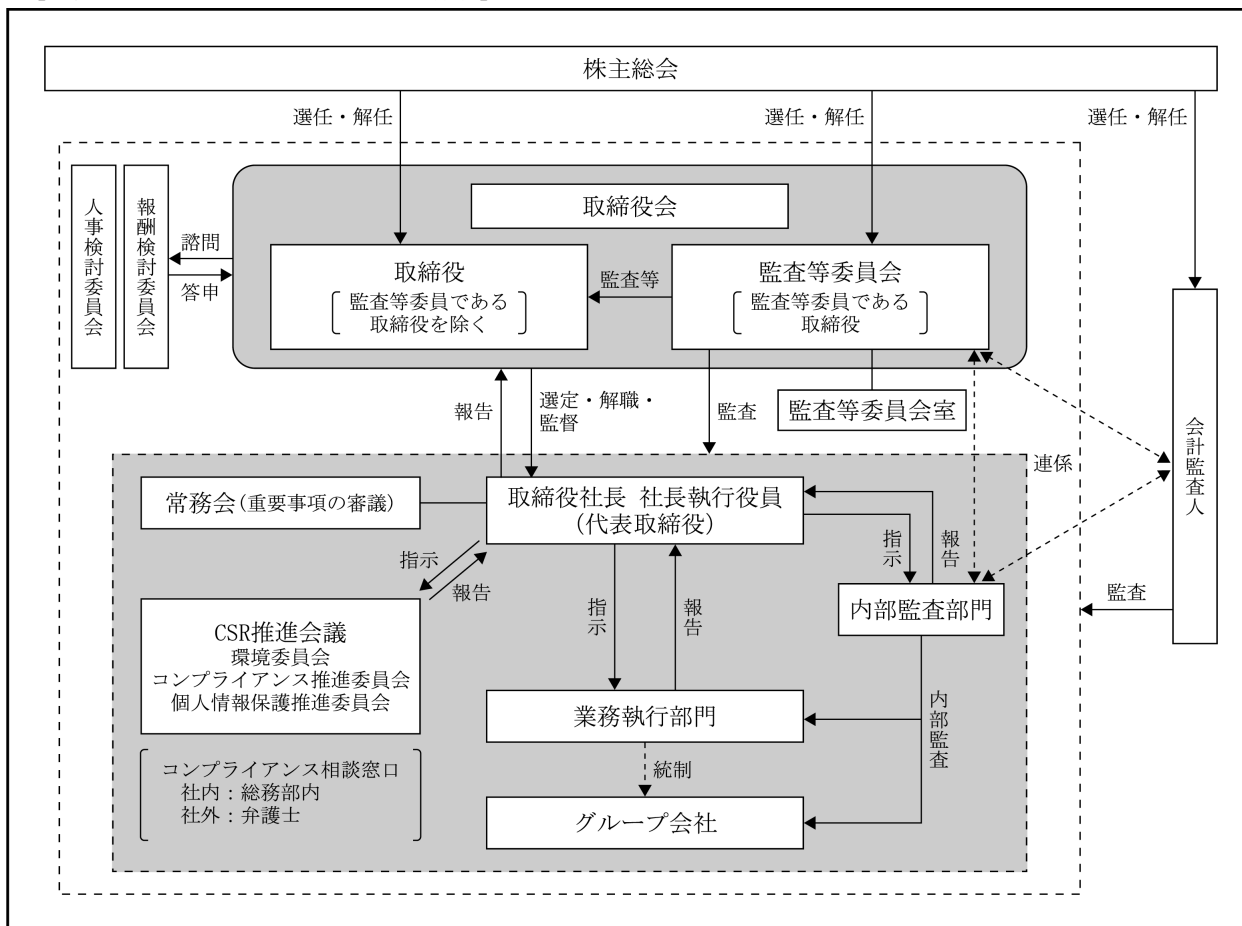 株主総会
選任・解任
選任・解任
選任・解任
人事検討委員会
報酬検討委員会
諮問
答申
取締役会
取締役
監査等委員である
取締役を除く
監査等
監査等委員会
監査等委員である
取締役
報告
選定・解職・
監督
監査
監査等委員会室
会計監査人
連係
監査
常務会(重要事項の審議)
取締役社長 社長執行役員
(代表取締役)
指示
報告
指示
報告
指示
報告
内部監査部門
CSR推進会議
環境委員会
コンプライアンス推進委員会
個人情報保護推進委員会
業務執行部門
内部監査
統制
コンプライアンス相談窓口
社内：総務部内
社外：弁護士
グループ会社